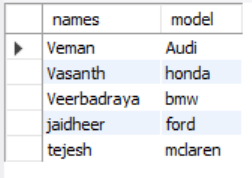 names model
Veman Audi
Vasanth honda
Veerbadraya bmw
jaidheer ford
tejesh mclaren